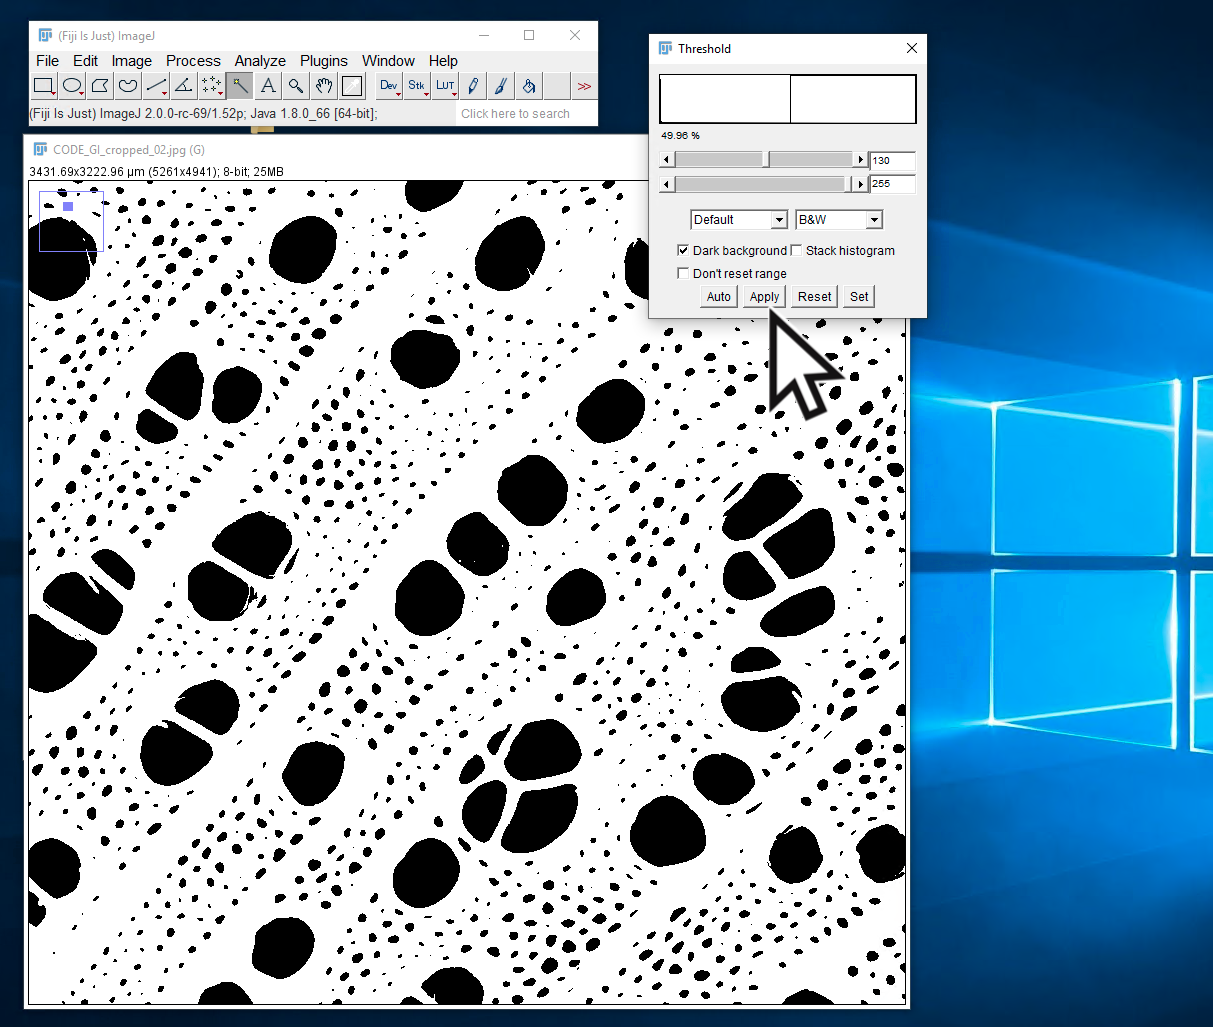 (Fiji Is Just) ImageJ
File Edit Image Process Analyze Plugins Window Help
A Dev Stk LUT >>
(Fiji Is Just) ImageJ 2.0.0-rc-69/1.52p; Java 1.8.0_66 [64-bit];
Click here to search
CODE_GI_cropped_02.jpg (G)
3431.69x3222.96 µm (5261x4941); 8-bit; 25MB
Threshold
49.96 %
130
255
Default B&W
Dark background Stack histogram
Don't reset range
Auto Apply Reset Set